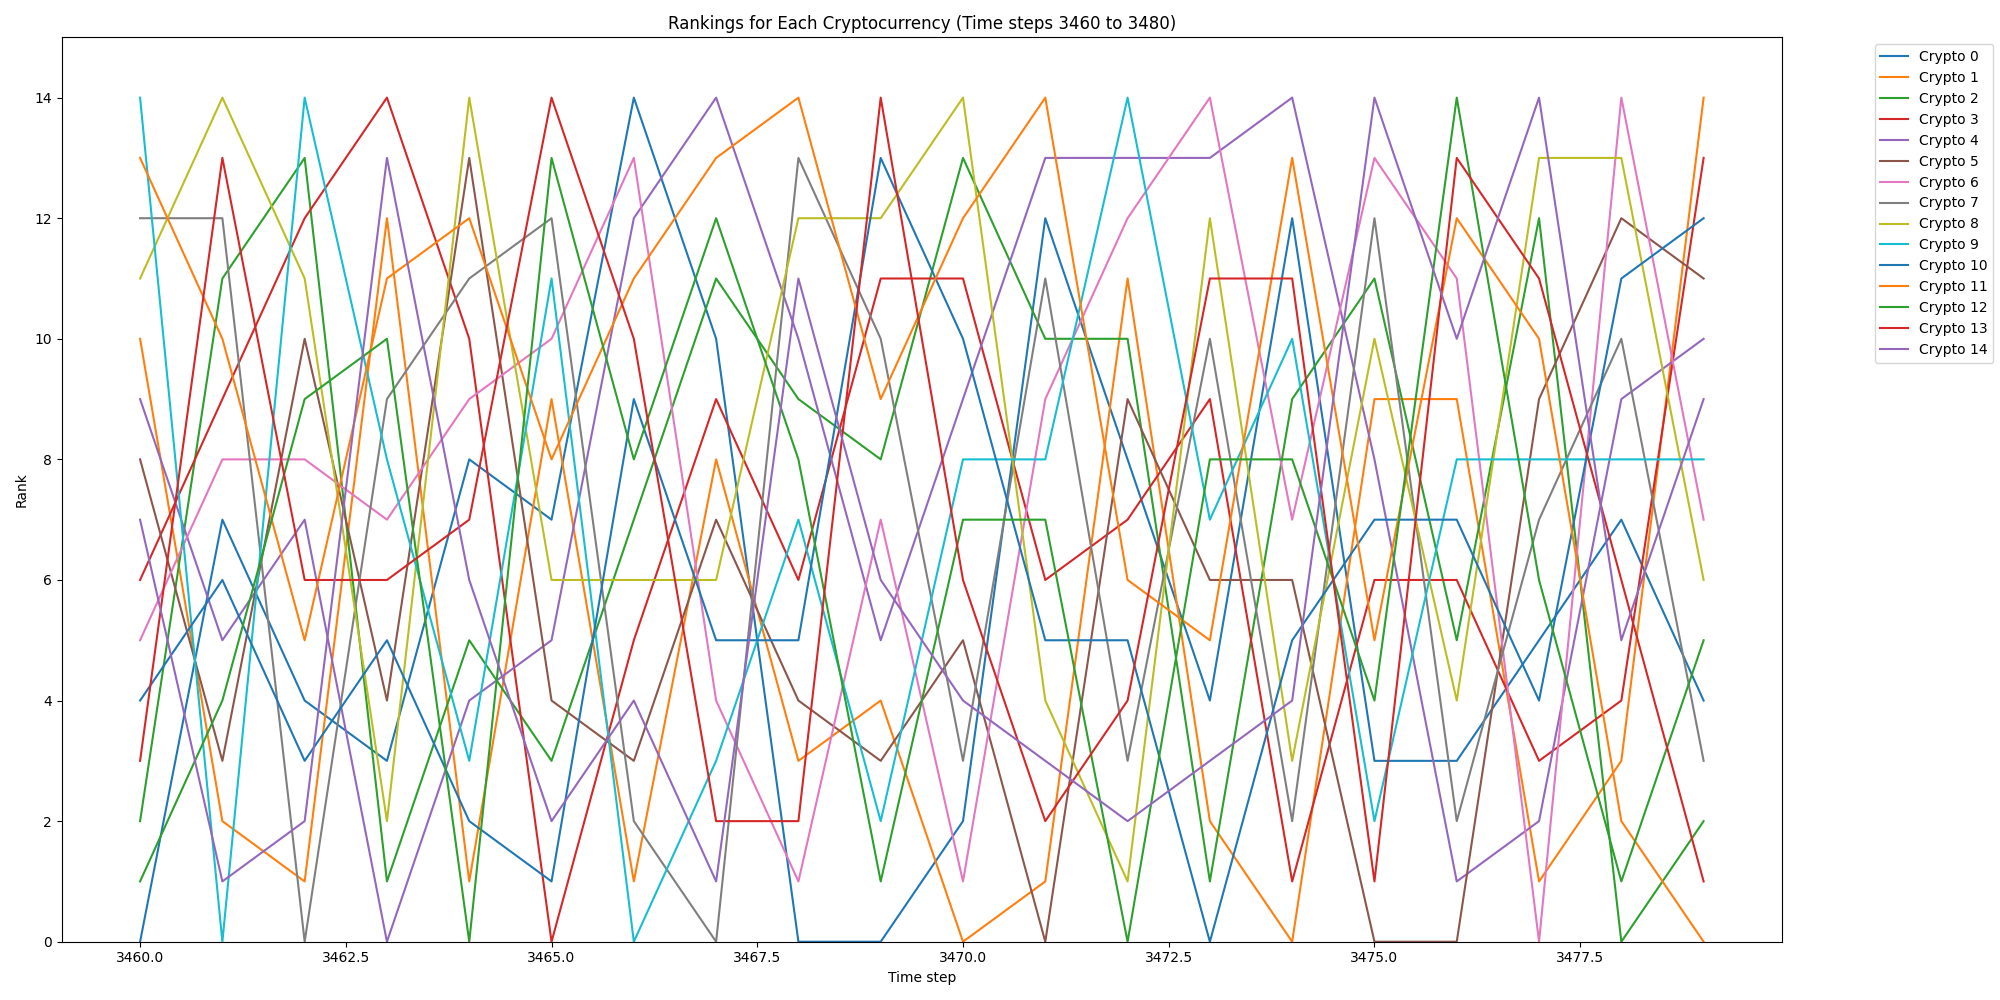 Rankings for Each Cryptocurrency (Time steps 3460 to 3480)
Rank
14
12
10
8
6
4
2
0
3460.0 3462.5 3465.0 3467.5 3470.0 3472.5 3475.0 3477.5
Time step
Crypto 0
Crypto 1
Crypto 2
Crypto 3
Crypto 4
Crypto 5
Crypto 6
Crypto 7
Crypto 8
Crypto 9
Crypto 10
Crypto 11
Crypto 12
Crypto 13
Crypto 14